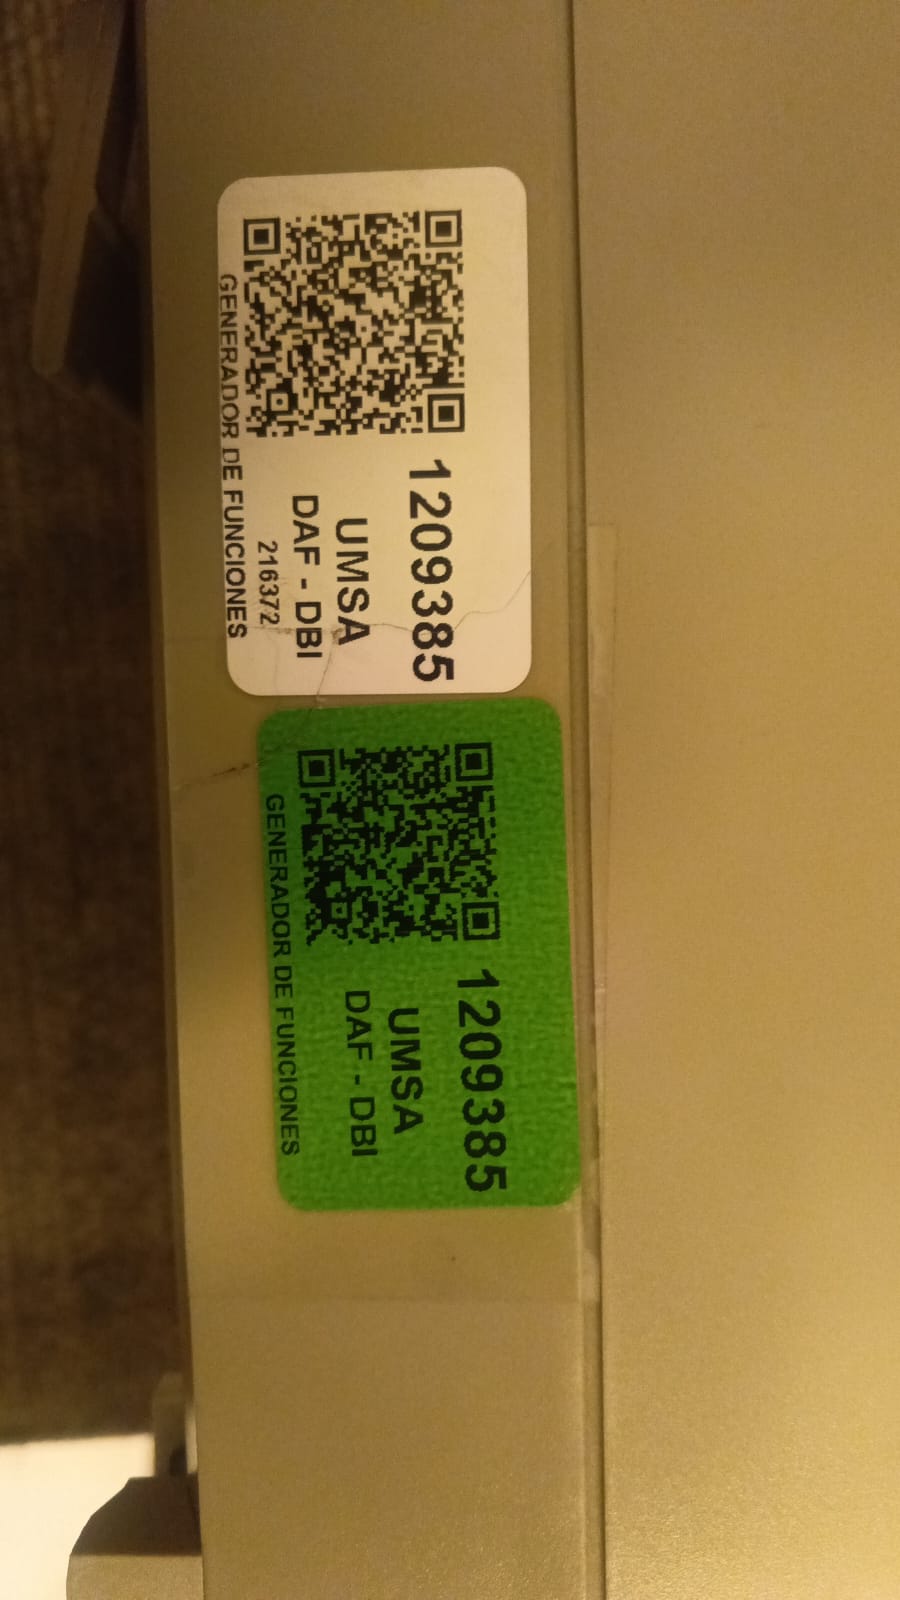 1209385
UMSA
DAF - DBI
216372
GENERADOR DE FUNCIONES
1209385
UMSA
DAF - DBI
GENERADOR DE FUNCIONES